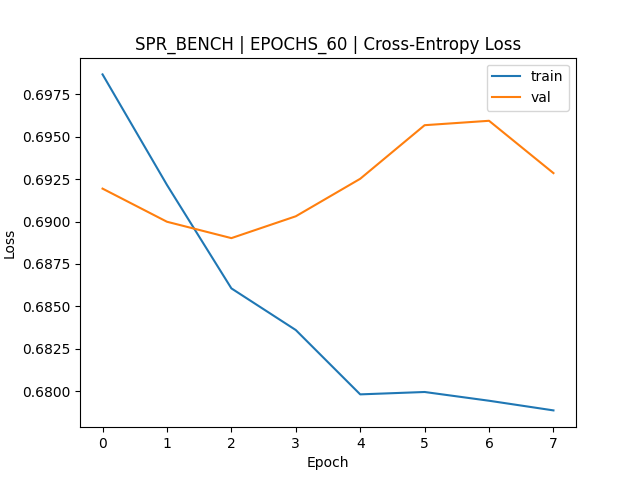 SPR_BENCH | EPOCHS_60 | Cross-Entropy Loss
train
val
0.6975
0.6950
0.6925
0.6900
0.6875
0.6850
0.6825
0.6800
Loss
0 1 2 3 4 5 6 7
Epoch